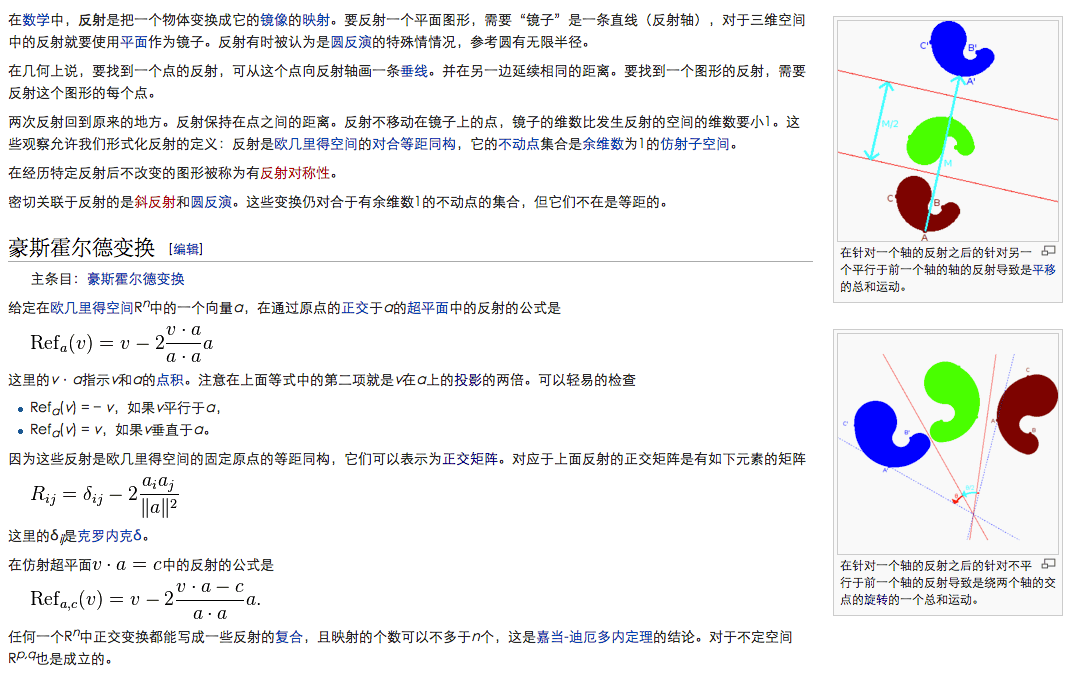 在数学中，反射是把一个物体变换成它的镜像的映射。要反射一个平面图形，需要“镜子”是一条直线（反射轴），对于三维空间
中的反射就要使用平面作为镜子。反射有时被认为是圆反演的特殊情情况，参考圆有无限半径。
在几何上说，要找到一个点的反射，可从这个点向反射轴画一条垂线。并在另一边延续相同的距离。要找到一个图形的反射，需要
反射这个图形的每个点。
两次反射回到原来的地方。反射保持在点之间的距离。反射不移动在镜子上的点，镜子的维数比发生反射的空间的维数要小1。这
些观察允许我们形式化反射的定义：反射是欧几里得空间的对合等距同构，它的不动点集合是余维数为1的仿射子空间。
在经历特定反射后不改变的图形被称为有反射对称性。
密切关联于反射的是斜反射和圆反演。这些变换仍对合于有余维数1的不动点的集合，但它们不在是等距的。
豪斯霍尔德变换 [编辑]
主条目：豪斯霍尔德变换
给定在欧几里得空间Rⁿ中的一个向量a，在通过原点的正交于a的超平面中的反射的公式是
Ref_a(v) = v − 2 (v · a)/(a · a) a
这里的v · a指示v和a的点积。注意在上面等式中的第二项就是v在a上的投影的两倍。可以轻易的检查
• Ref_a(v) = − v，如果v平行于a，
• Ref_a(v) = v，如果v垂直于a。
因为这些反射是欧几里得空间的固定原点的等距同构，它们可以表示为正交矩阵。对应于上面反射的正交矩阵是有如下元素的矩阵
R_ij = δ_ij − 2 (a_i a_j)/‖a‖²
这里的δ_ij是克罗内克δ。
在仿射超平面v · a = c中的反射的公式是
Ref_a,c(v) = v − 2 (v · a − c)/(a · a) a.
任何一个Rⁿ中正交变换都能写成一些反射的复合，且映射的个数可以不多于n个，这是嘉当-迪厄多内定理的结论。对于不定空间
R^p,q也是成立的。
C' B'
A'
M/2
M
C B
A
在针对一个轴的反射之后的针对另一
个平行于前一个轴的轴的反射导致是平移
的总和运动。
C
A B
C' B'
A'
在针对一个轴的反射之后的针对不平
行于前一个轴的反射导致是绕两个轴的交
点的旋转的一个总和运动。